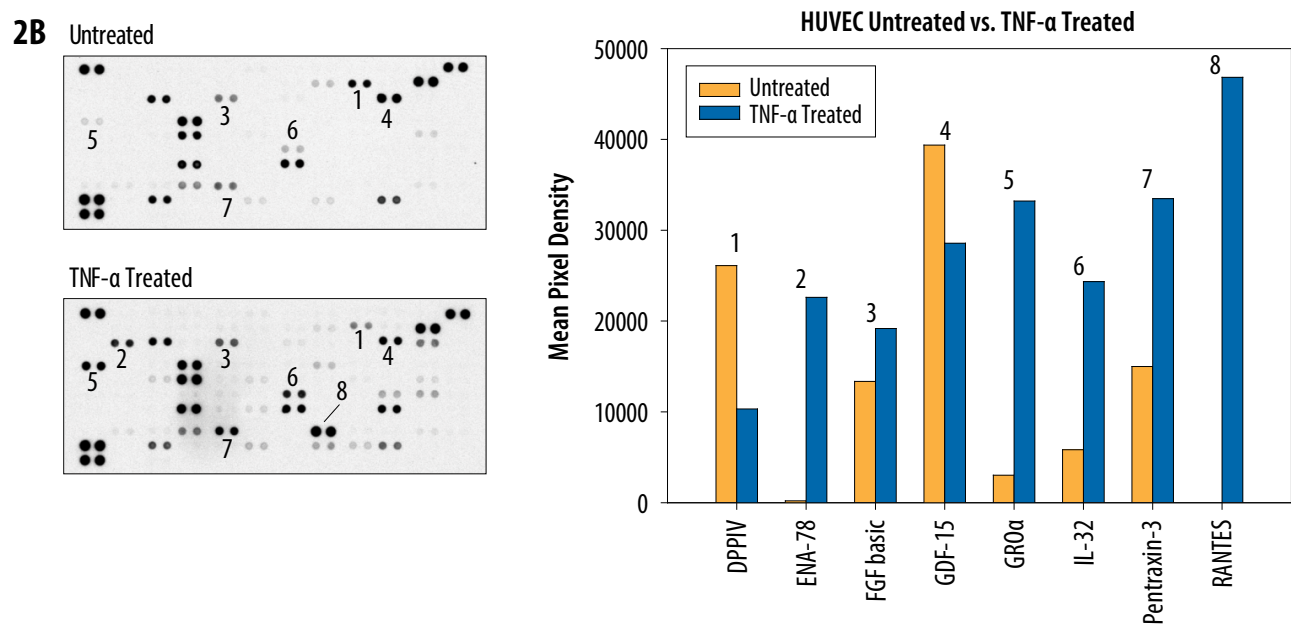 2B
Untreated
1
3
4
5
6
7
TNF-α Treated
1
2
3
4
5
6
8
7
HUVEC Untreated vs. TNF-α Treated
Untreated
TNF-α Treated
Mean Pixel Density
50000
40000
30000
20000
10000
0
1
2
3
4
5
6
7
8
DPPIV
ENA-78
FGF basic
GDF-15
GROα
IL-32
Pentraxin-3
RANTES